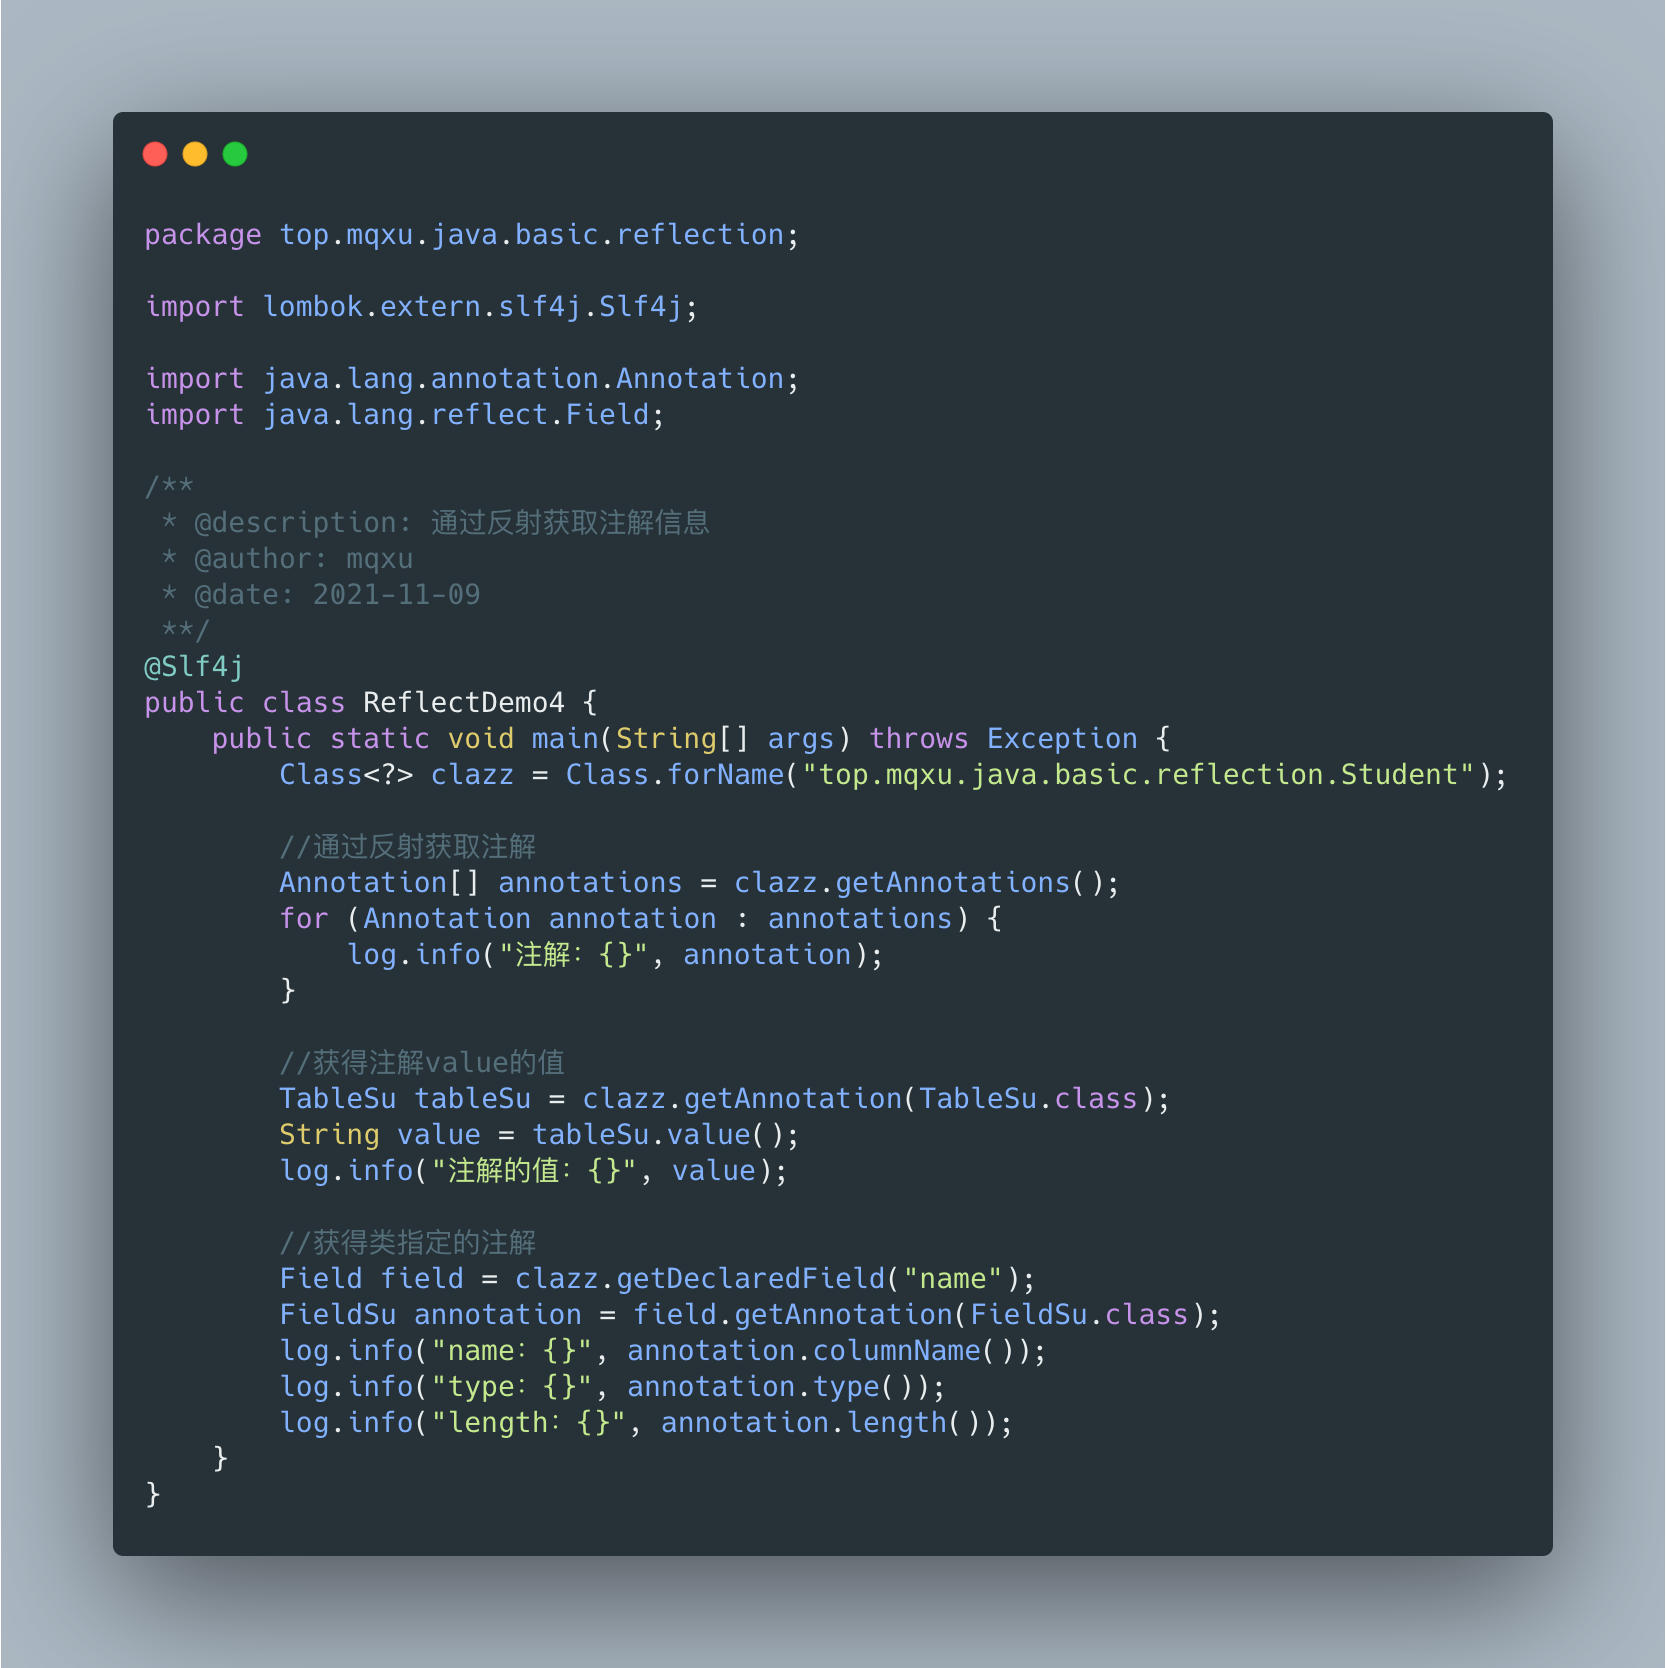 package top.mqxu.java.basic.reflection;
import lombok.extern.slf4j.Slf4j;
import java.lang.annotation.Annotation;
import java.lang.reflect.Field;
/**
 * @description: 通过反射获取注解信息
 * @author: mqxu
 * @date: 2021-11-09
 **/
@Slf4j
public class ReflectDemo4 {
    public static void main(String[] args) throws Exception {
        Class<?> clazz = Class.forName("top.mqxu.java.basic.reflection.Student");
        //通过反射获取注解
        Annotation[] annotations = clazz.getAnnotations();
        for (Annotation annotation : annotations) {
            log.info("注解：{}", annotation);
        }
        //获得注解value的值
        TableSu tableSu = clazz.getAnnotation(TableSu.class);
        String value = tableSu.value();
        log.info("注解的值：{}", value);
        //获得类指定的注解
        Field field = clazz.getDeclaredField("name");
        FieldSu annotation = field.getAnnotation(FieldSu.class);
        log.info("name：{}", annotation.columnName());
        log.info("type：{}", annotation.type());
        log.info("length：{}", annotation.length());
    }
}